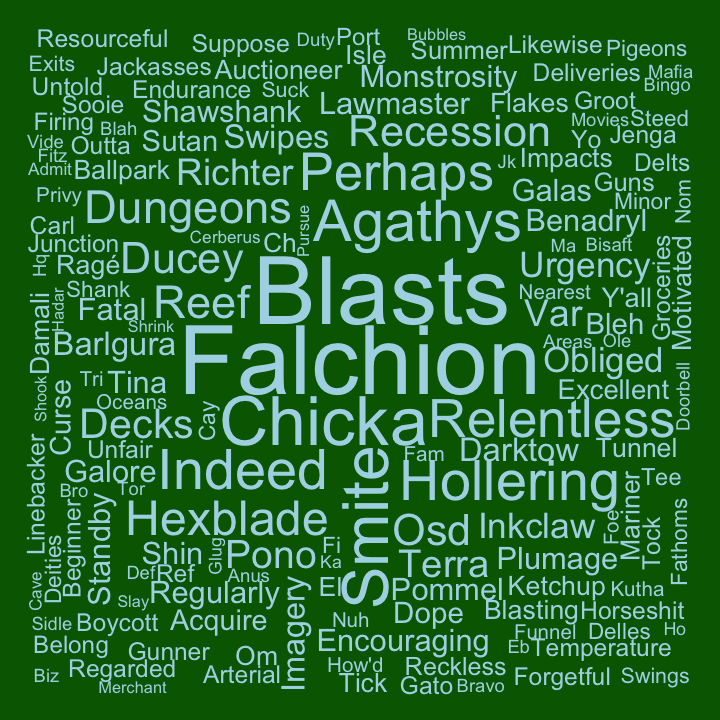 Resourceful
Suppose
Duty
Port
Bubbles
Exits
Jackasses
Auctioneer
Isle
Summer
Likewise
Pigeons
Untold
Endurance
Suck
Monstrosity
Deliveries
Mafia
Bingo
Sooie
Shawshank
Lawmaster
Flakes
Groot
Firing
Blah
Movies
Steed
Vide
Outta
Sutan
Swipes
Recession
Yo
Jenga
Fitz
Admit
Ballpark
Richter
Perhaps
Jk
Impacts
Delts
Privy
Dungeons
Agathys
Galas
Guns
Minor
Nom
Carl
Cerberus
Ch
Pursue
Benadryl
Junction
Ducey
Ma
Bisaft
Hq
Ragé
Blasts
Urgency
Groceries
Motivated
Shank
Hadar
Fatal
Reef
Nearest
Y'all
Damali
Shrink
Var
Bleh
Barlgura
Falchion
Areas
Ole
Obliged
Tri
Tina
Excellent
Doorbell
Shook
Curse
Oceans
Decks
Cay
Chicka
Relentless
Unfair
Fam
Darktow
Tunnel
Linebacker
Galore
Indeed
Smite
Hollering
Tee
Bro
Tor
Beginner
Standby
Hexblade
Osd
Inkclaw
Foe
Mariner
Tock
Fathoms
Deities
Shin
Glug
Pono
Fi
Ka
Terra
Plumage
Cave
Def
Ref
Anus
El
Pommel
Ketchup
Kutha
Slay
Regularly
Imagery
Dope
Blasting
Horseshit
Sidle
Boycott
Acquire
Nuh
Encouraging
Funnel
Delles
Ho
Belong
Gunner
Om
Eb
Temperature
Biz
Regarded
Arterial
How'd
Reckless
Merchant
Tick
Gato
Bravo
Forgetful
Swings